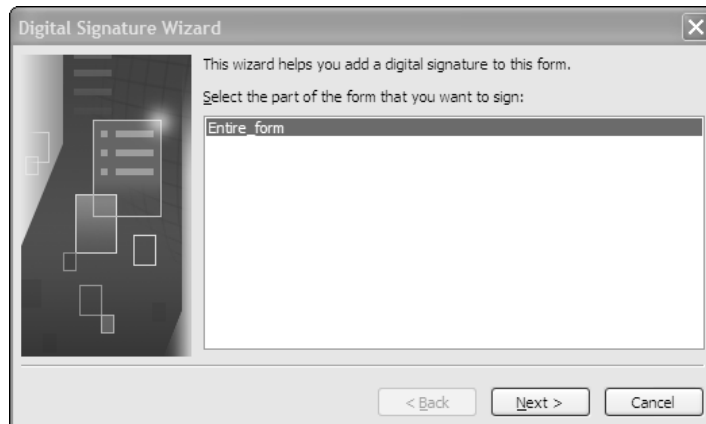 Digital Signature Wizard
This wizard helps you add a digital signature to this form.
Select the part of the form that you want to sign:
Entire_form
< Back
Next >
Cancel